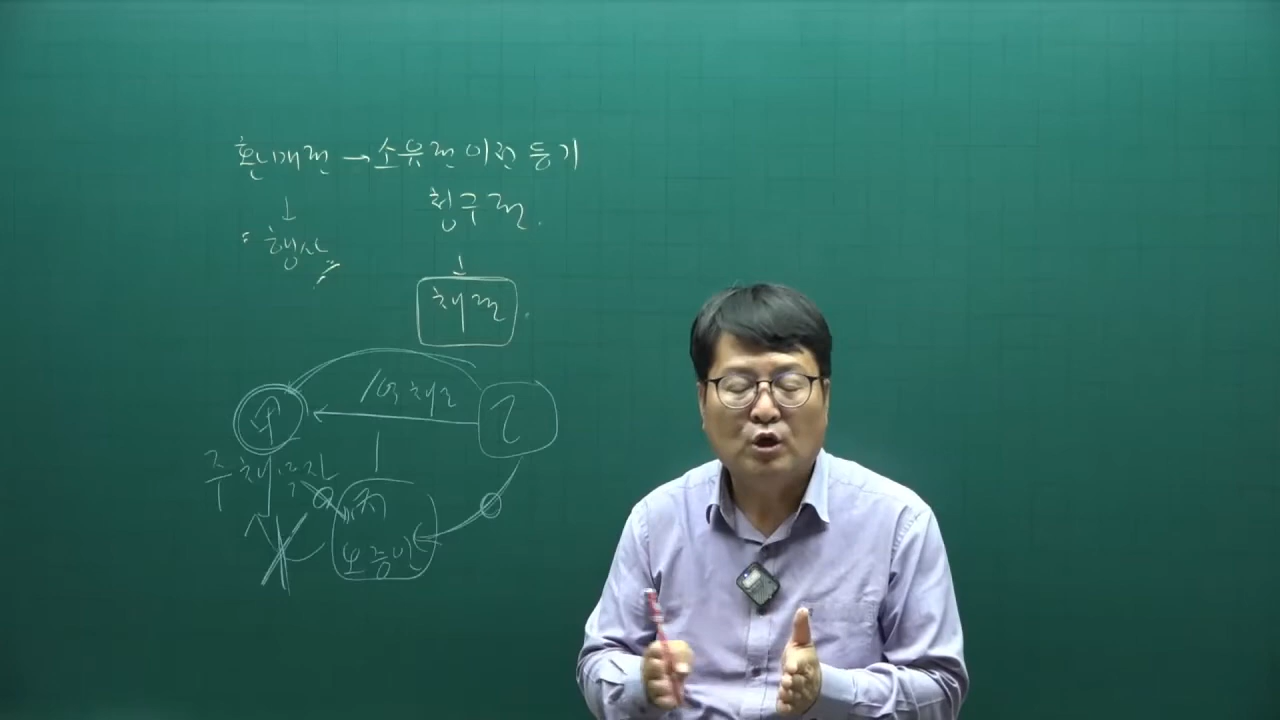 환매권 → 소유권 이전 등기
청구권.
↓
행사
↓
채권
甲
1억 채권
乙
주채무자
丙
보증인